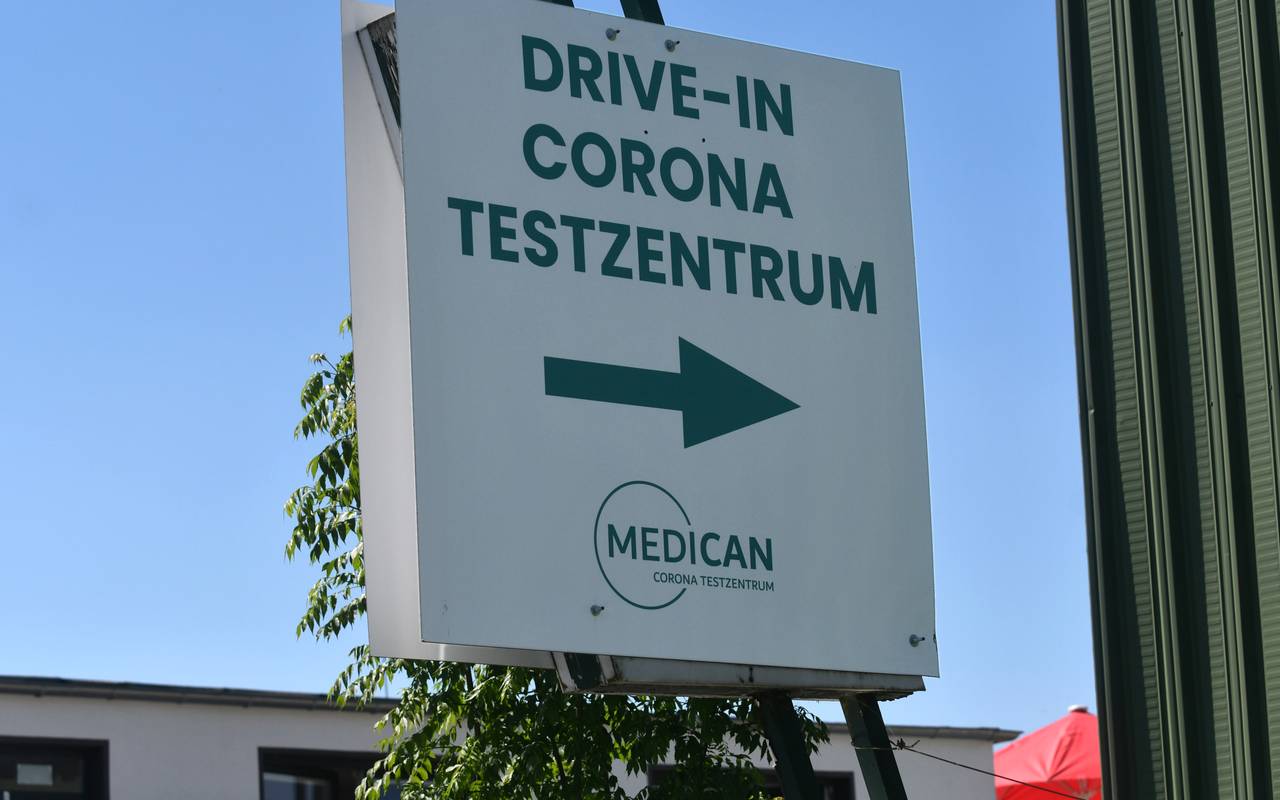 DRIVE-IN
CORONA
TESTZENTRUM
MEDICAN
CORONA TESTZENTRUM